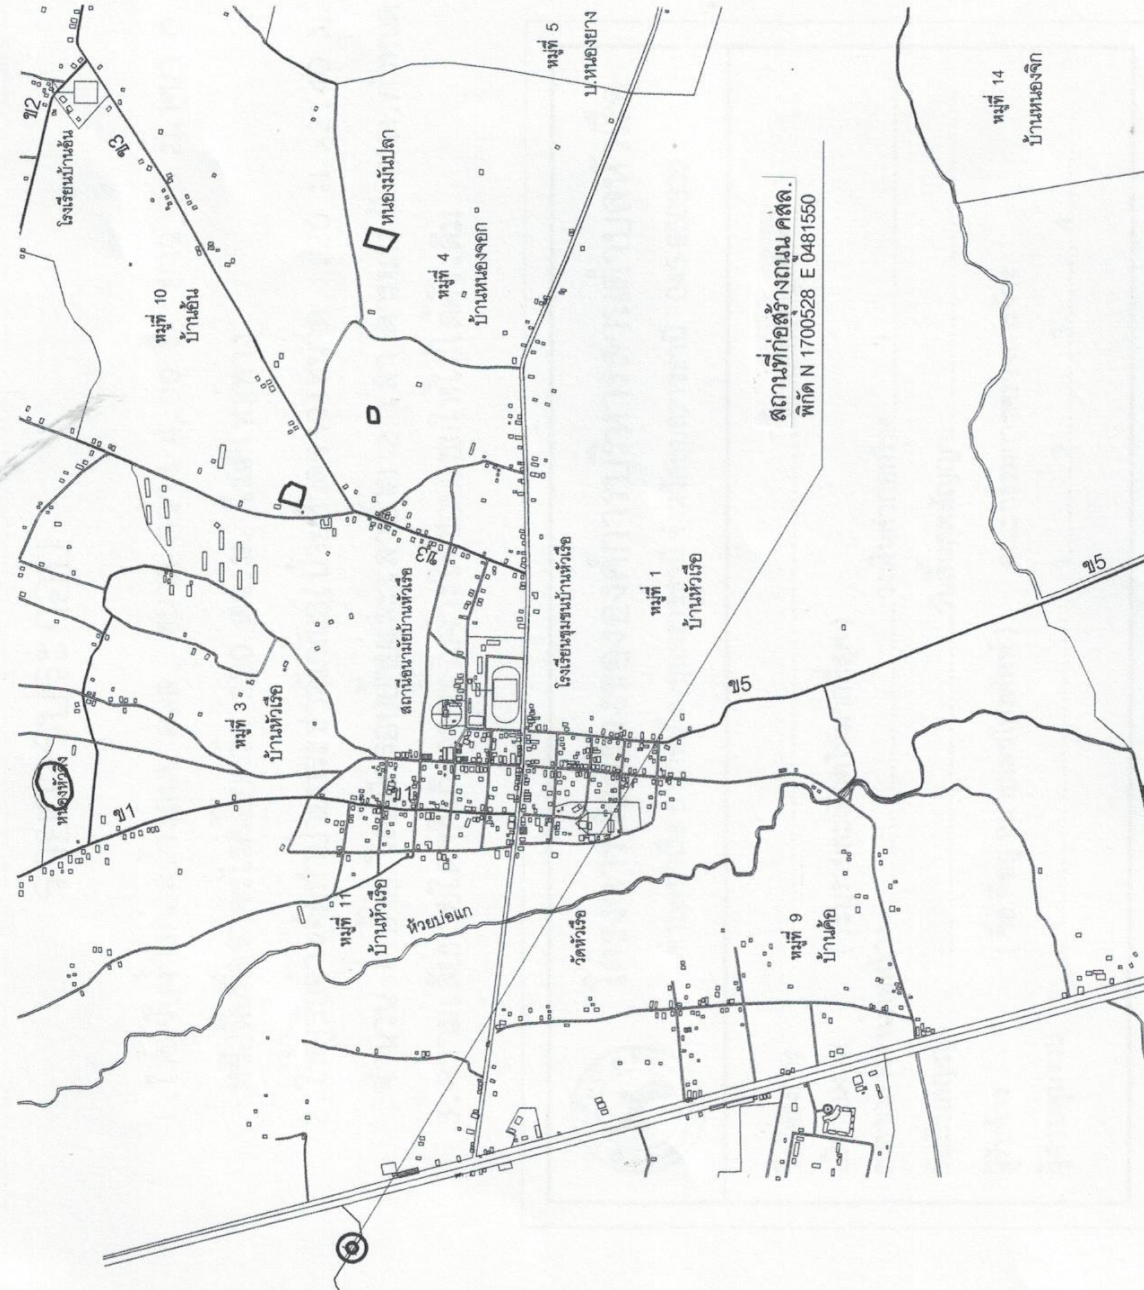 ข2
โรงเรียนบ้านอ้น
ข3
หมู่ที่ 10
บ้านอ้น
หมู่ที่ 5
บ.หนองยาง
หนองมันปลา
หมู่ที่ 4
บ้านหนองจอก
หมู่ที่ 14
บ้านหนองจิก
สถานที่ก่อสร้างถนน คสล.
พิกัด N 1700528 E 0481550
ข3
สถานีอนามัยบ้านหัวเรือ
โรงเรียนชุมชนบ้านหัวเรือ
หมู่ที่ 1
บ้านหัวเรือ
ข5
ข5
หมู่ที่ 3
บ้านหัวเรือ
ข1
ข1
หมู่ที่ 11
บ้านหัวเรือ
ห้วยบ่อแก
วัดหัวเรือ
หมู่ที่ 9
บ้านค้อ